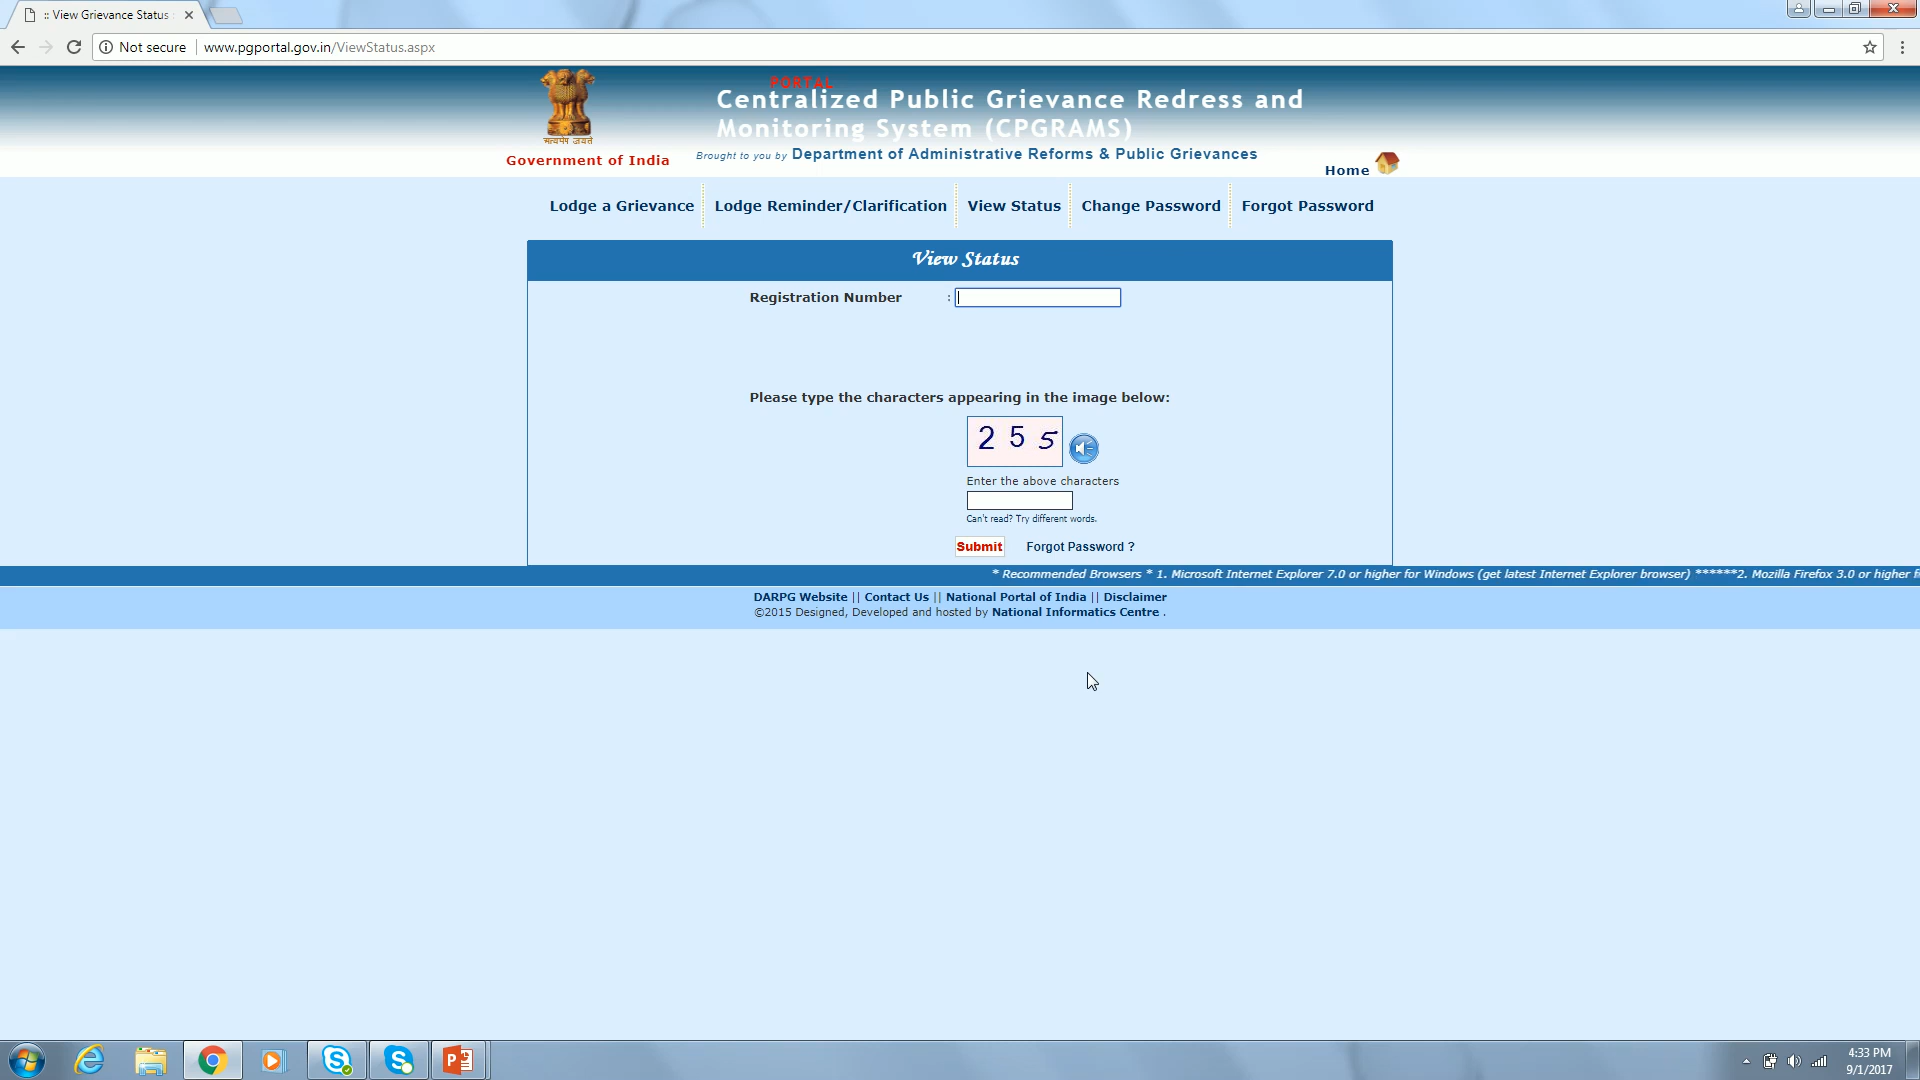 :: View Grievance Status
Not secure
www.pgportal.gov.in/ViewStatus.aspx
PORTAL
Centralized Public Grievance Redress and
Monitoring System (CPGRAMS)
सत्यमेव जयते
Government of India
Brought to you by Department of Administrative Reforms & Public Grievances
Home
Lodge a Grievance
Lodge Reminder/Clarification
View Status
Change Password
Forgot Password
View Status
Registration Number :
Please type the characters appearing in the image below:
2 5 5
Enter the above characters
Can't read? Try different words.
Submit
Forgot Password ?
* Recommended Browsers * 1. Microsoft Internet Explorer 7.0 or higher for Windows (get latest Internet Explorer browser) ******2. Mozilla Firefox 3.0 or higher
DARPG Website || Contact Us || National Portal of India || Disclaimer
©2015 Designed, Developed and hosted by National Informatics Centre .
4:33 PM
9/1/2017